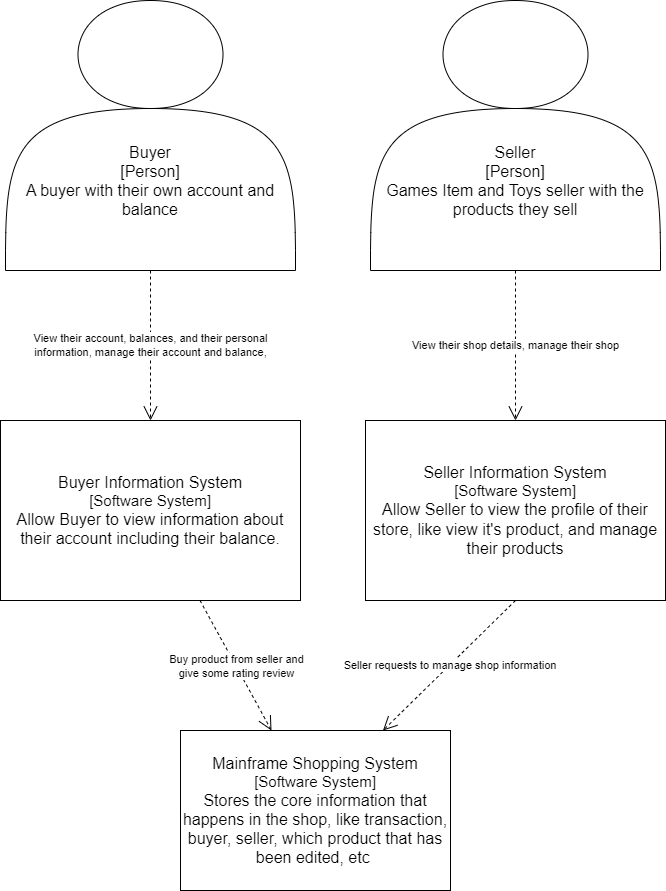 Buyer
[Person]
A buyer with their own account and
balance
Seller
[Person]
Games Item and Toys seller with the
products they sell
View their account, balances, and their personal
information, manage their account and balance,
View their shop details, manage their shop
Buyer Information System
[Software System]
Allow Buyer to view information about
their account including their balance.
Seller Information System
[Software System]
Allow Seller to view the profile of their
store, like view it's product, and manage
their products
Buy product from seller and
give some rating review
Seller requests to manage shop information
Mainframe Shopping System
[Software System]
Stores the core information that
happens in the shop, like transaction,
buyer, seller, which product that has
been edited, etc